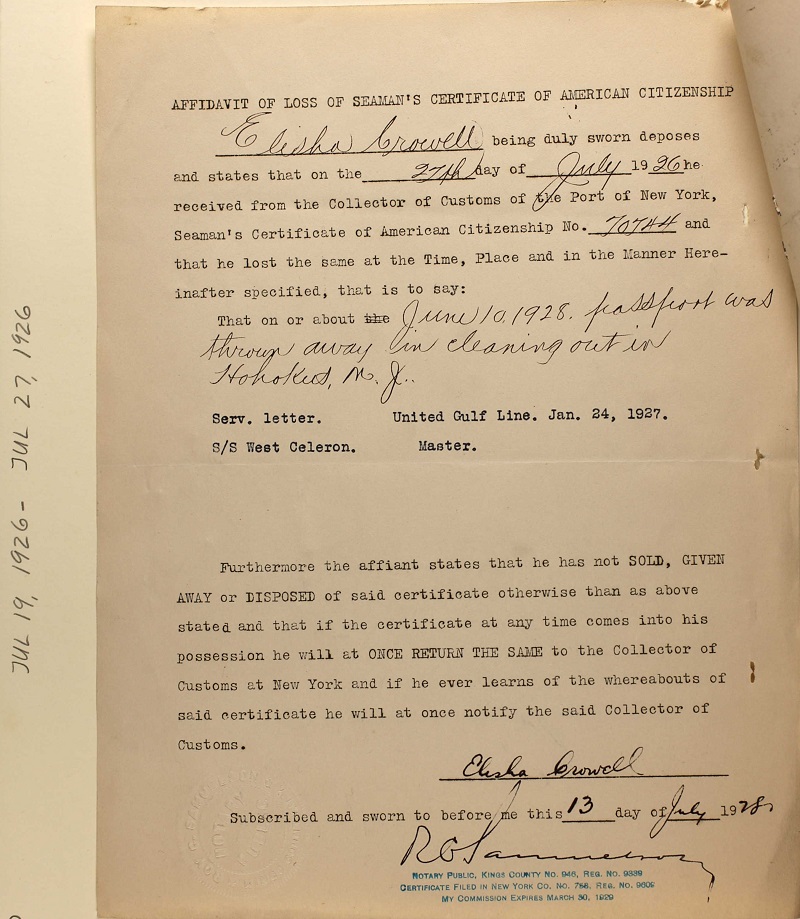 JUL 19, 1926 - JUL 27, 1926
AFFIDAVIT OF LOSS OF SEAMAN'S CERTIFICATE OF AMERICAN CITIZENSHIP
Elisha Crowell being duly sworn deposes
and states that on the 27th day of July 1926 he
received from the Collector of Customs of the Port of New York,
Seaman's Certificate of American Citizenship No. 70744 and
that he lost the same at the Time, Place and in the Manner Here-
inafter specified, that is to say:
That on or about the June 10, 1928. passport was
thrown away in cleaning out in
Hohokus, N. J..
Serv. letter. United Gulf Line. Jan. 24, 1927.
S/S West Celeron. Master.
Furthermore the affiant states that he has not SOLD, GIVEN
AWAY or DISPOSED of said certificate otherwise than as above
stated and that if the certificate at any time comes into his
possession he will at ONCE RETURN THE SAME to the Collector of
Customs at New York and if he ever learns of the whereabouts of
said certificate he will at once notify the said Collector of
Customs.
Elisha Crowell
Subscribed and sworn to before me this 13 day of July 1928.
NOTARY PUBLIC, KINGS COUNTY NO. 946, REG. NO. 9339
CERTIFICATE FILED IN NEW YORK CO. NO. 788. REG. NO. 9609
MY COMMISSION EXPIRES MARCH 30, 1929